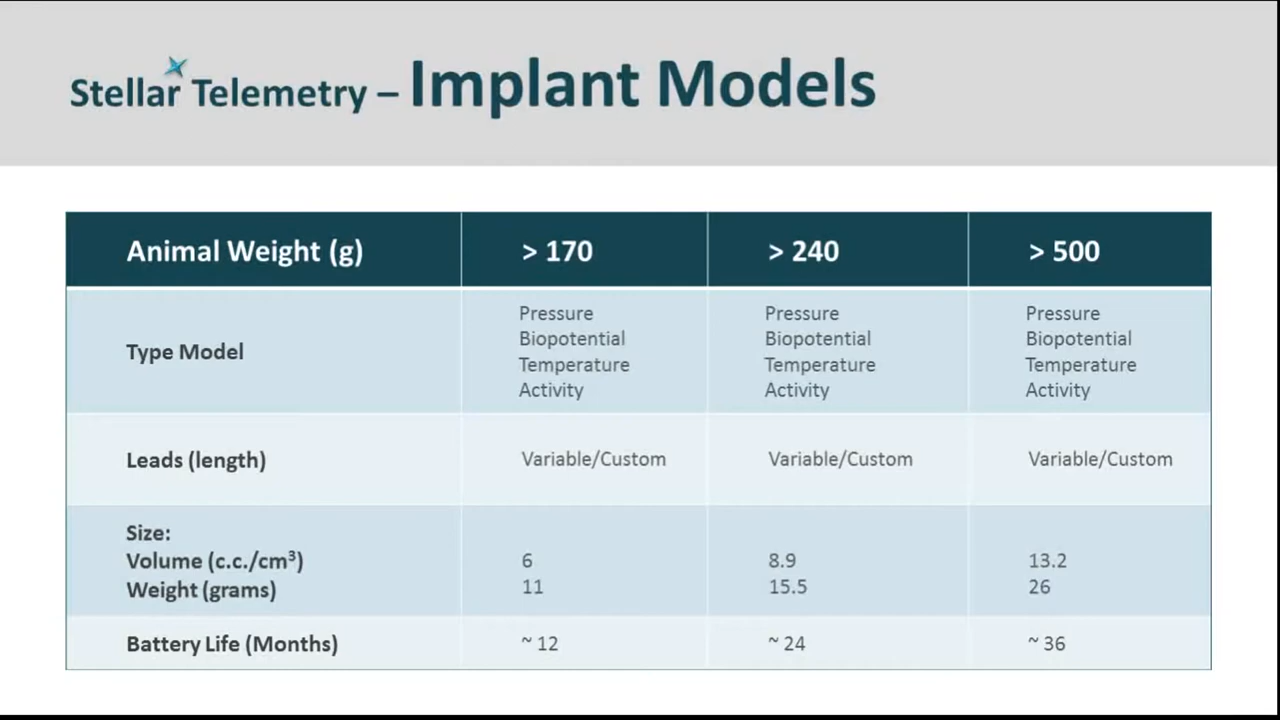 Stellar Telemetry – Implant Models
Animal Weight (g) > 170 > 240 > 500
Type Model
Pressure
Biopotential
Temperature
Activity
Pressure
Biopotential
Temperature
Activity
Pressure
Biopotential
Temperature
Activity
Leads (length) Variable/Custom Variable/Custom Variable/Custom
Size:
Volume (c.c./cm³) 6 8.9 13.2
Weight (grams) 11 15.5 26
Battery Life (Months) ~ 12 ~ 24 ~ 36